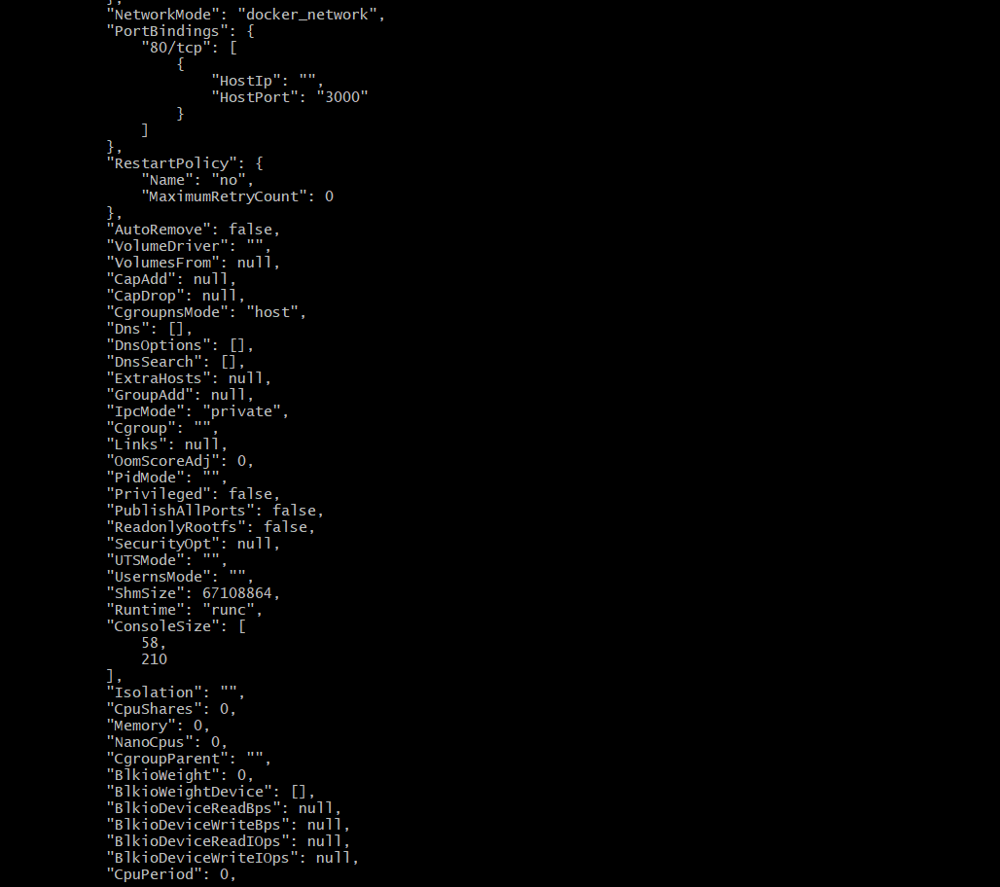 },
"NetworkMode": "docker_network",
"PortBindings": {
"80/tcp": [
{
"HostIp": "",
"HostPort": "3000"
}
]
},
"RestartPolicy": {
"Name": "no",
"MaximumRetryCount": 0
},
"AutoRemove": false,
"VolumeDriver": "",
"VolumesFrom": null,
"CapAdd": null,
"CapDrop": null,
"CgroupnsMode": "host",
"Dns": [],
"DnsOptions": [],
"DnsSearch": [],
"ExtraHosts": null,
"GroupAdd": null,
"IpcMode": "private",
"Cgroup": "",
"Links": null,
"OomScoreAdj": 0,
"PidMode": "",
"Privileged": false,
"PublishAllPorts": false,
"ReadonlyRootfs": false,
"SecurityOpt": null,
"UTSMode": "",
"UsernsMode": "",
"ShmSize": 67108864,
"Runtime": "runc",
"ConsoleSize": [
58,
210
],
"Isolation": "",
"CpuShares": 0,
"Memory": 0,
"NanoCpus": 0,
"CgroupParent": "",
"BlkioWeight": 0,
"BlkioWeightDevice": [],
"BlkioDeviceReadBps": null,
"BlkioDeviceWriteBps": null,
"BlkioDeviceReadIOps": null,
"BlkioDeviceWriteIOps": null,
"CpuPeriod": 0,